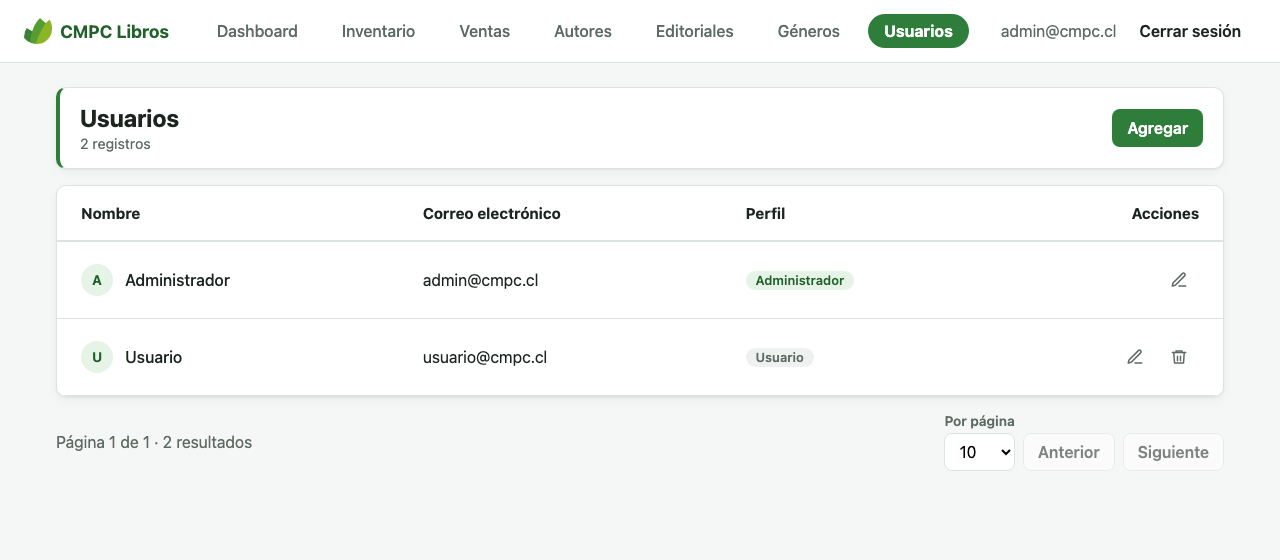 CMPC Libros Dashboard Inventario Ventas Autores Editoriales Géneros Usuarios admin@cmpc.cl Cerrar sesión
Usuarios
2 registros
Agregar
Nombre Correo electrónico Perfil Acciones
A Administrador admin@cmpc.cl Administrador
U Usuario usuario@cmpc.cl Usuario
Por página
Página 1 de 1 · 2 resultados 10 Anterior Siguiente